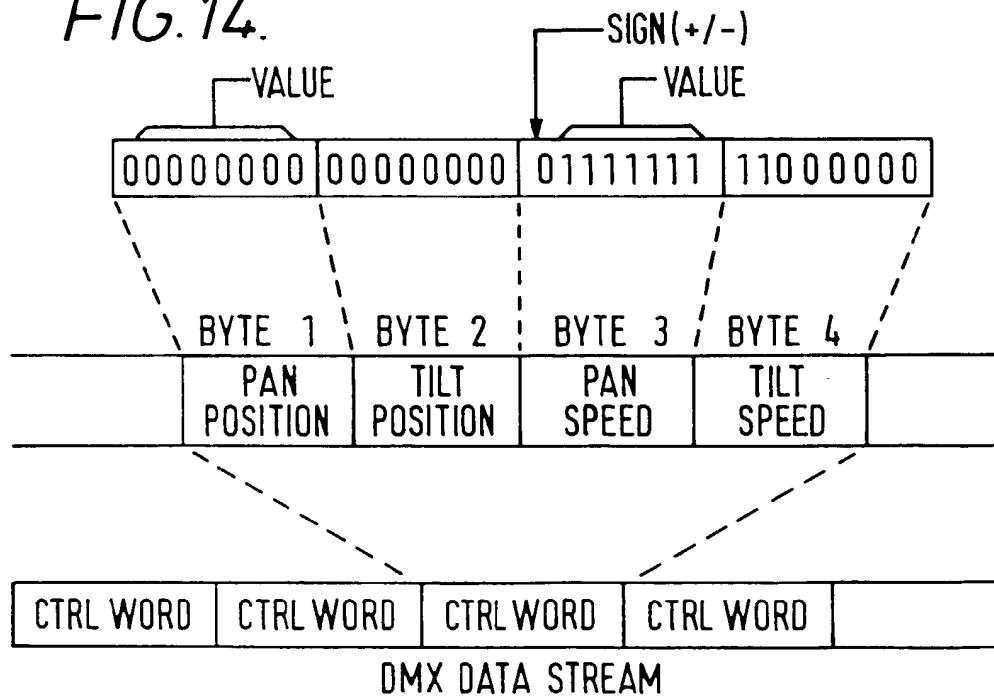 FIG. 14.
SIGN (+/-)
VALUE
VALUE
00000000 00000000 01111111 11000000
BYTE 1 BYTE 2 BYTE 3 BYTE 4
PAN POSITION TILT POSITION PAN SPEED TILT SPEED
CTRL WORD CTRL WORD CTRL WORD CTRL WORD
DMX DATA STREAM